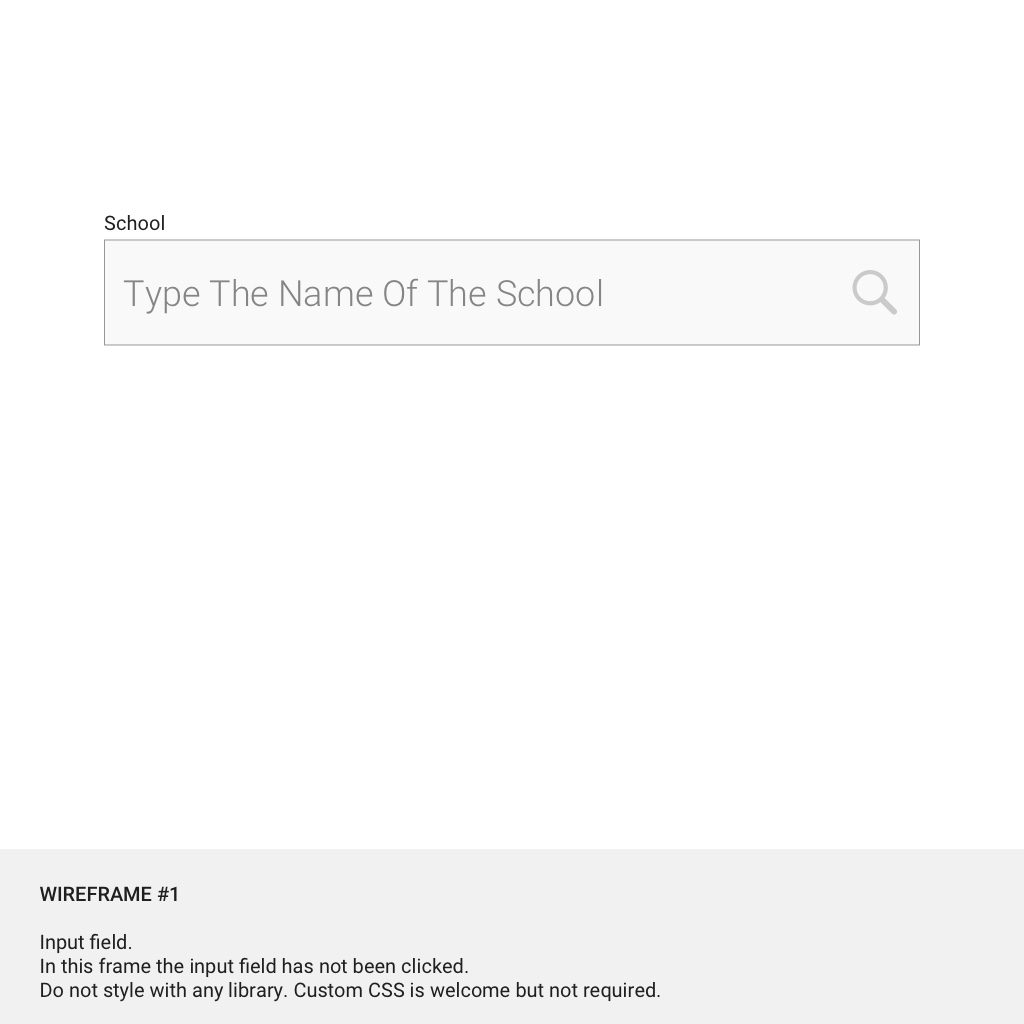 School
Type The Name Of The School
WIREFRAME #1
Input field.
In this frame the input field has not been clicked.
Do not style with any library. Custom CSS is welcome but not required.